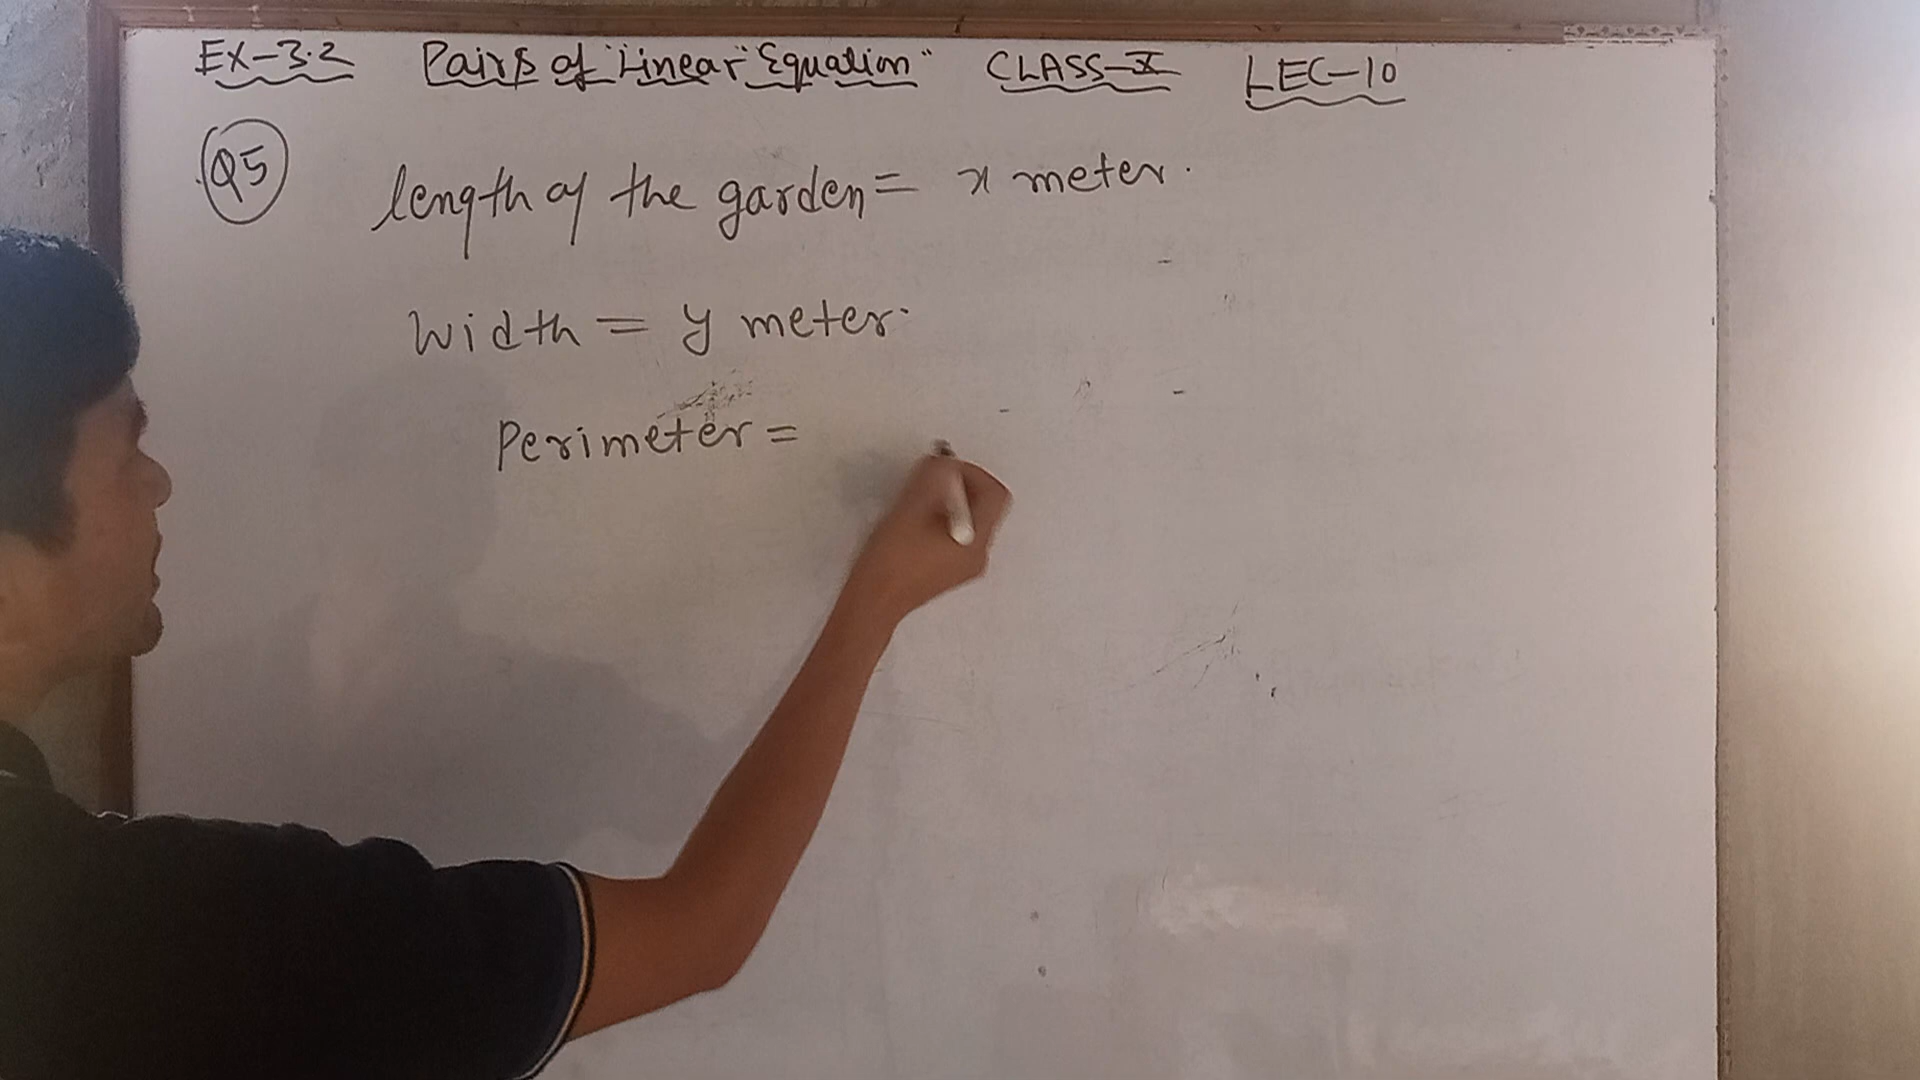 EX-3.2 Pairs of "Linear" Equation" CLASS-X LEC-10
Q5 length of the garden = x meter.
Width = y meter.
Perimeter =